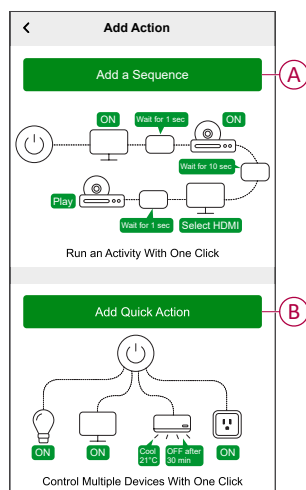 Add Action
Add a Sequence
A
ON
Wait for 1 sec
ON
Wait for 10 sec
Play
Wait for 1 sec
Select HDMI
Run an Activity With One Click
Add Quick Action
B
ON
ON
Cool
21°C
OFF after
30 min
ON
Control Multiple Devices With One Click